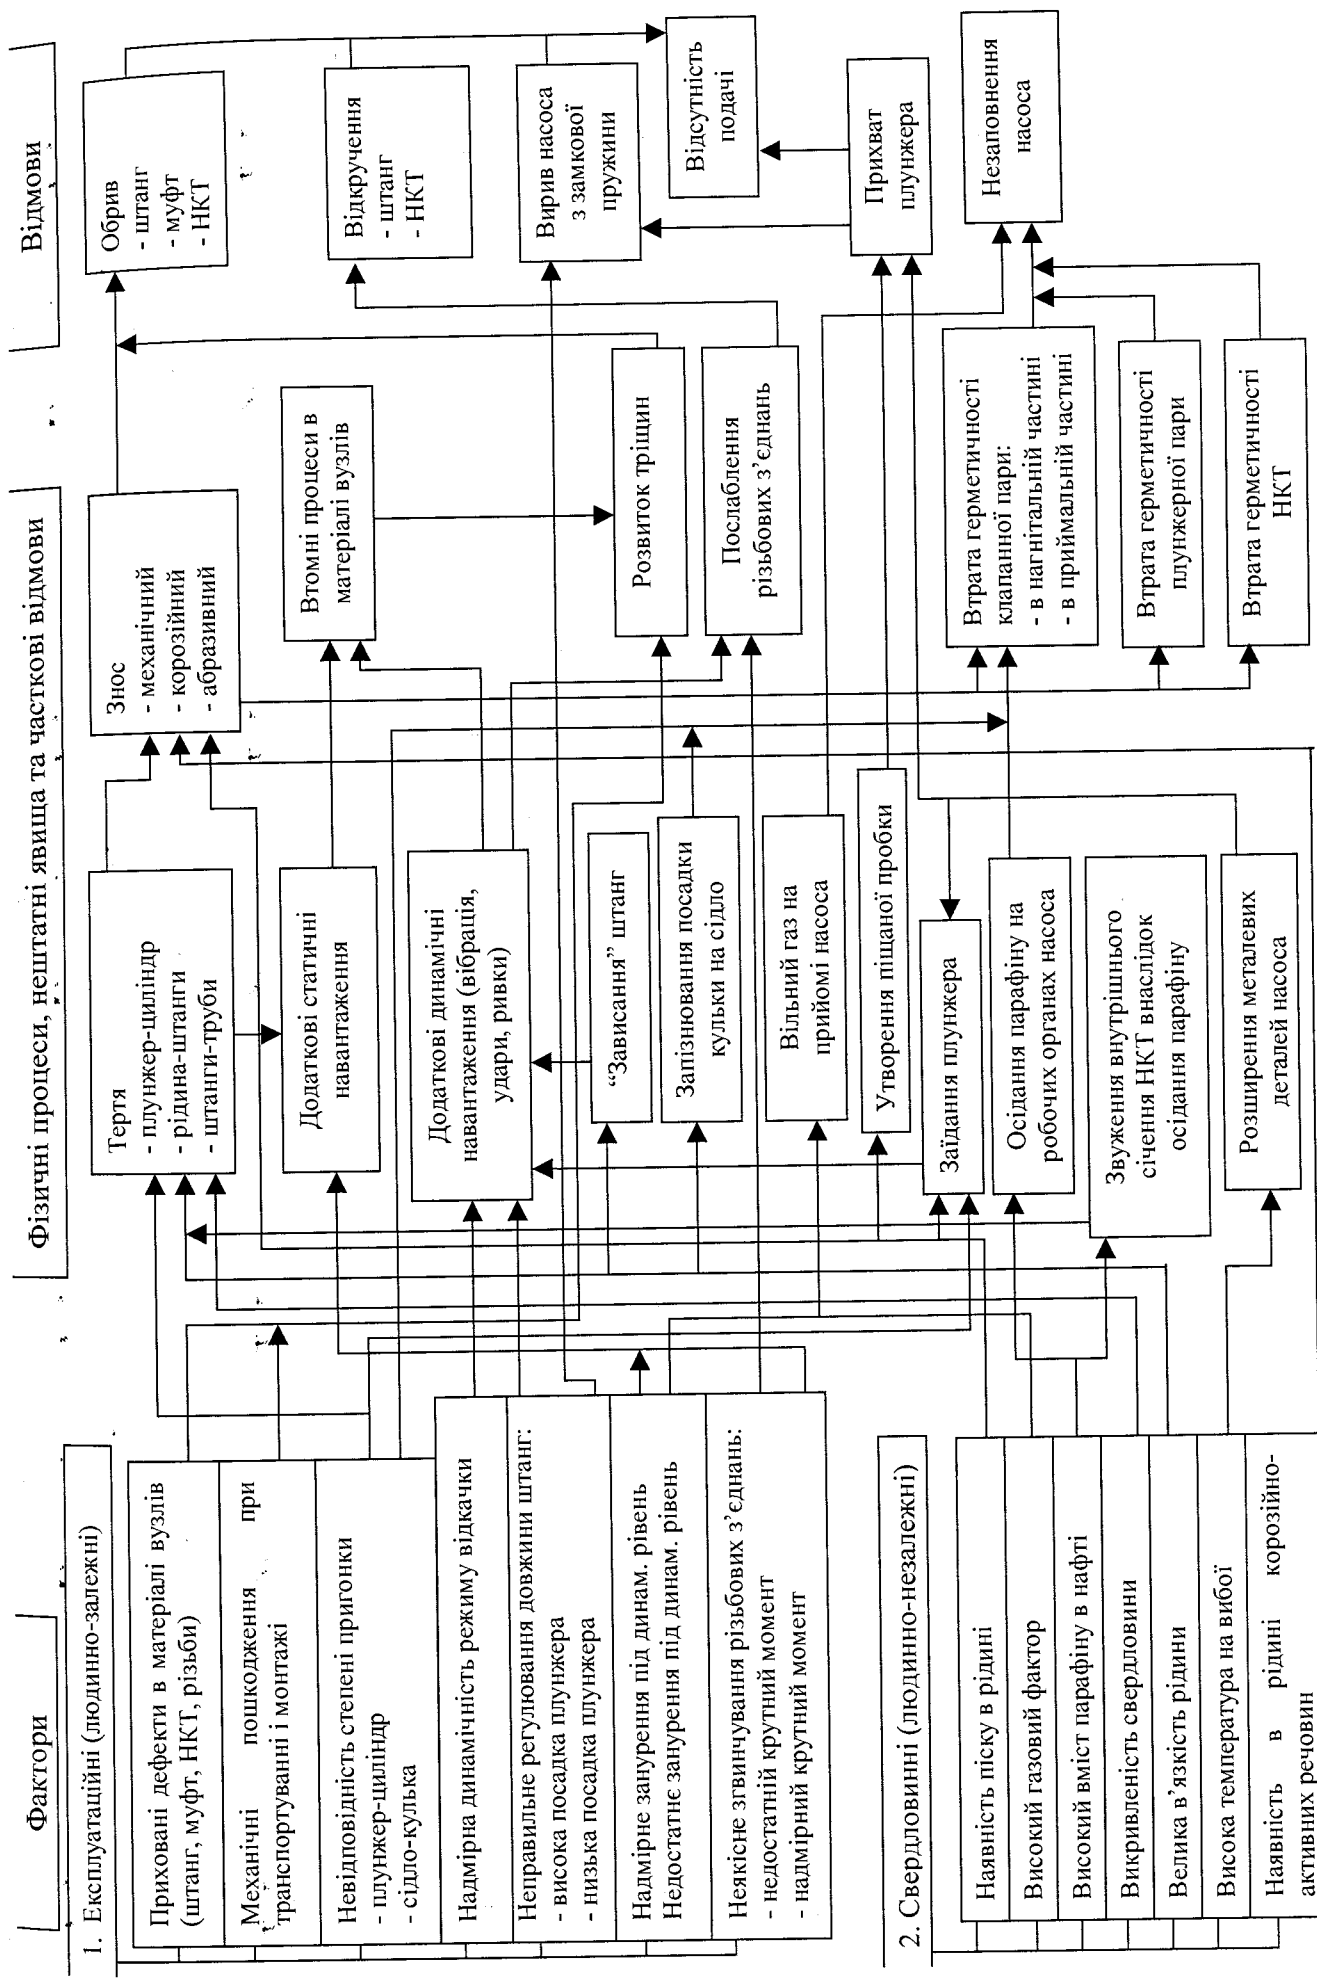 Фактори
1. Експлуатаційні (людинно-залежні)
Приховані дефекти в матеріалі вузлів
(штанг, муфт, НКТ, різьби)
Механічні пошкодження при
транспортуванні і монтажі
Невідповідність степені пригонки
- плунжер-циліндр
- сідло-кулька
Надмірна динамічність режиму відкачки
Неправильне регулювання довжини штанг:
- висока посадка плунжера
- низька посадка плунжера
Надмірне занурення під динам. рівень
Недостатнє занурення під динам. рівень
Неякісне згвинчування різьбових з’єднань:
- недостатній крутний момент
- надмірний крутний момент
2. Свердловинні (людинно-незалежні)
Наявність піску в рідині
Високий газовий фактор
Високий вміст парафіну в нафті
Викривленість свердловини
Велика в’язкість рідини
Висока температура на вибої
Наявність в рідині корозійно-
активних речовин
Фізичні процеси, нештатні явища та часткові відмови
Тертя
- плунжер-циліндр
- рідина-штанги
- штанги-труби
Додаткові статичні
навантаження
Додаткові динамічні
навантаження (вібрація,
удари, ривки)
“Зависання” штанг
Запізнювання посадки
кульки на сідло
Вільний газ на
прийомі насоса
Утворення піщаної пробки
Заїдання плунжера
Осідання парафіну на
робочих органах насоса
Звуження внутрішнього
січення НКТ внаслідок
осідання парафіну
Розширення металевих
деталей насоса
Знос
- механічний
- корозійний
- абразивний
Втомні процеси в
матеріалі вузлів
Розвиток тріщин
Послаблення
різьбових з’єднань
Втрата герметичності
клапанної пари:
- в нагнітальній частині
- в приймальній частині
Втрата герметичності
плунжерної пари
Втрата герметичності
НКТ
Відмови
Обрив
- штанг
- муфт
- НКТ
Відкручення
- штанг
- НКТ
Вирив насоса
з замкової
пружини
Відсутність
подачі
Прихват
плунжера
Незаповнення
насоса